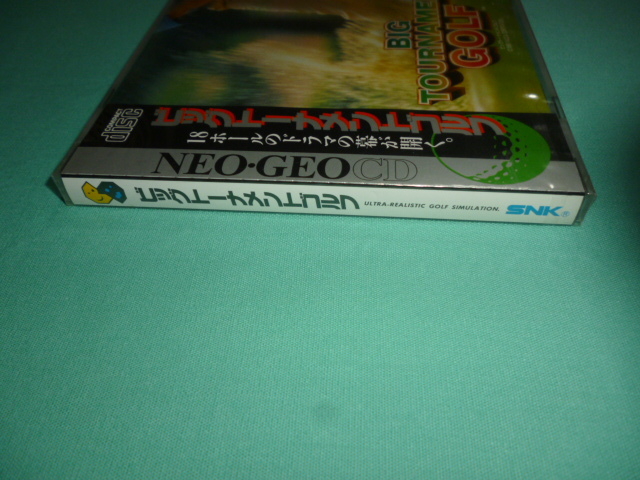 BIG
TOURNAME
GOLF
COMPACT
disc
ビッグトーナメントゴルフ
18ホールのドラマの幕が開く。
NEO・GEO CD
ビッグトーナメントゴルフ ULTRA-REALISTIC GOLF SIMULATION. SNK®